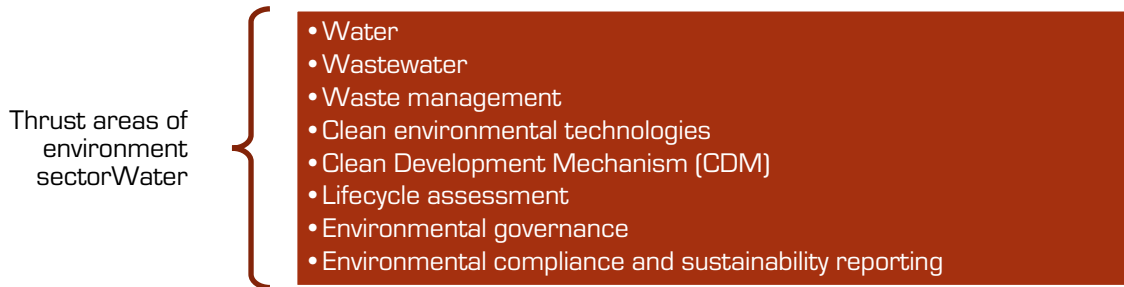 Thrust areas of
environment
sectorWater
•Water
•Wastewater
•Waste management
•Clean environmental technologies
•Clean Development Mechanism (CDM)
•Lifecycle assessment
•Environmental governance
•Environmental compliance and sustainability reporting